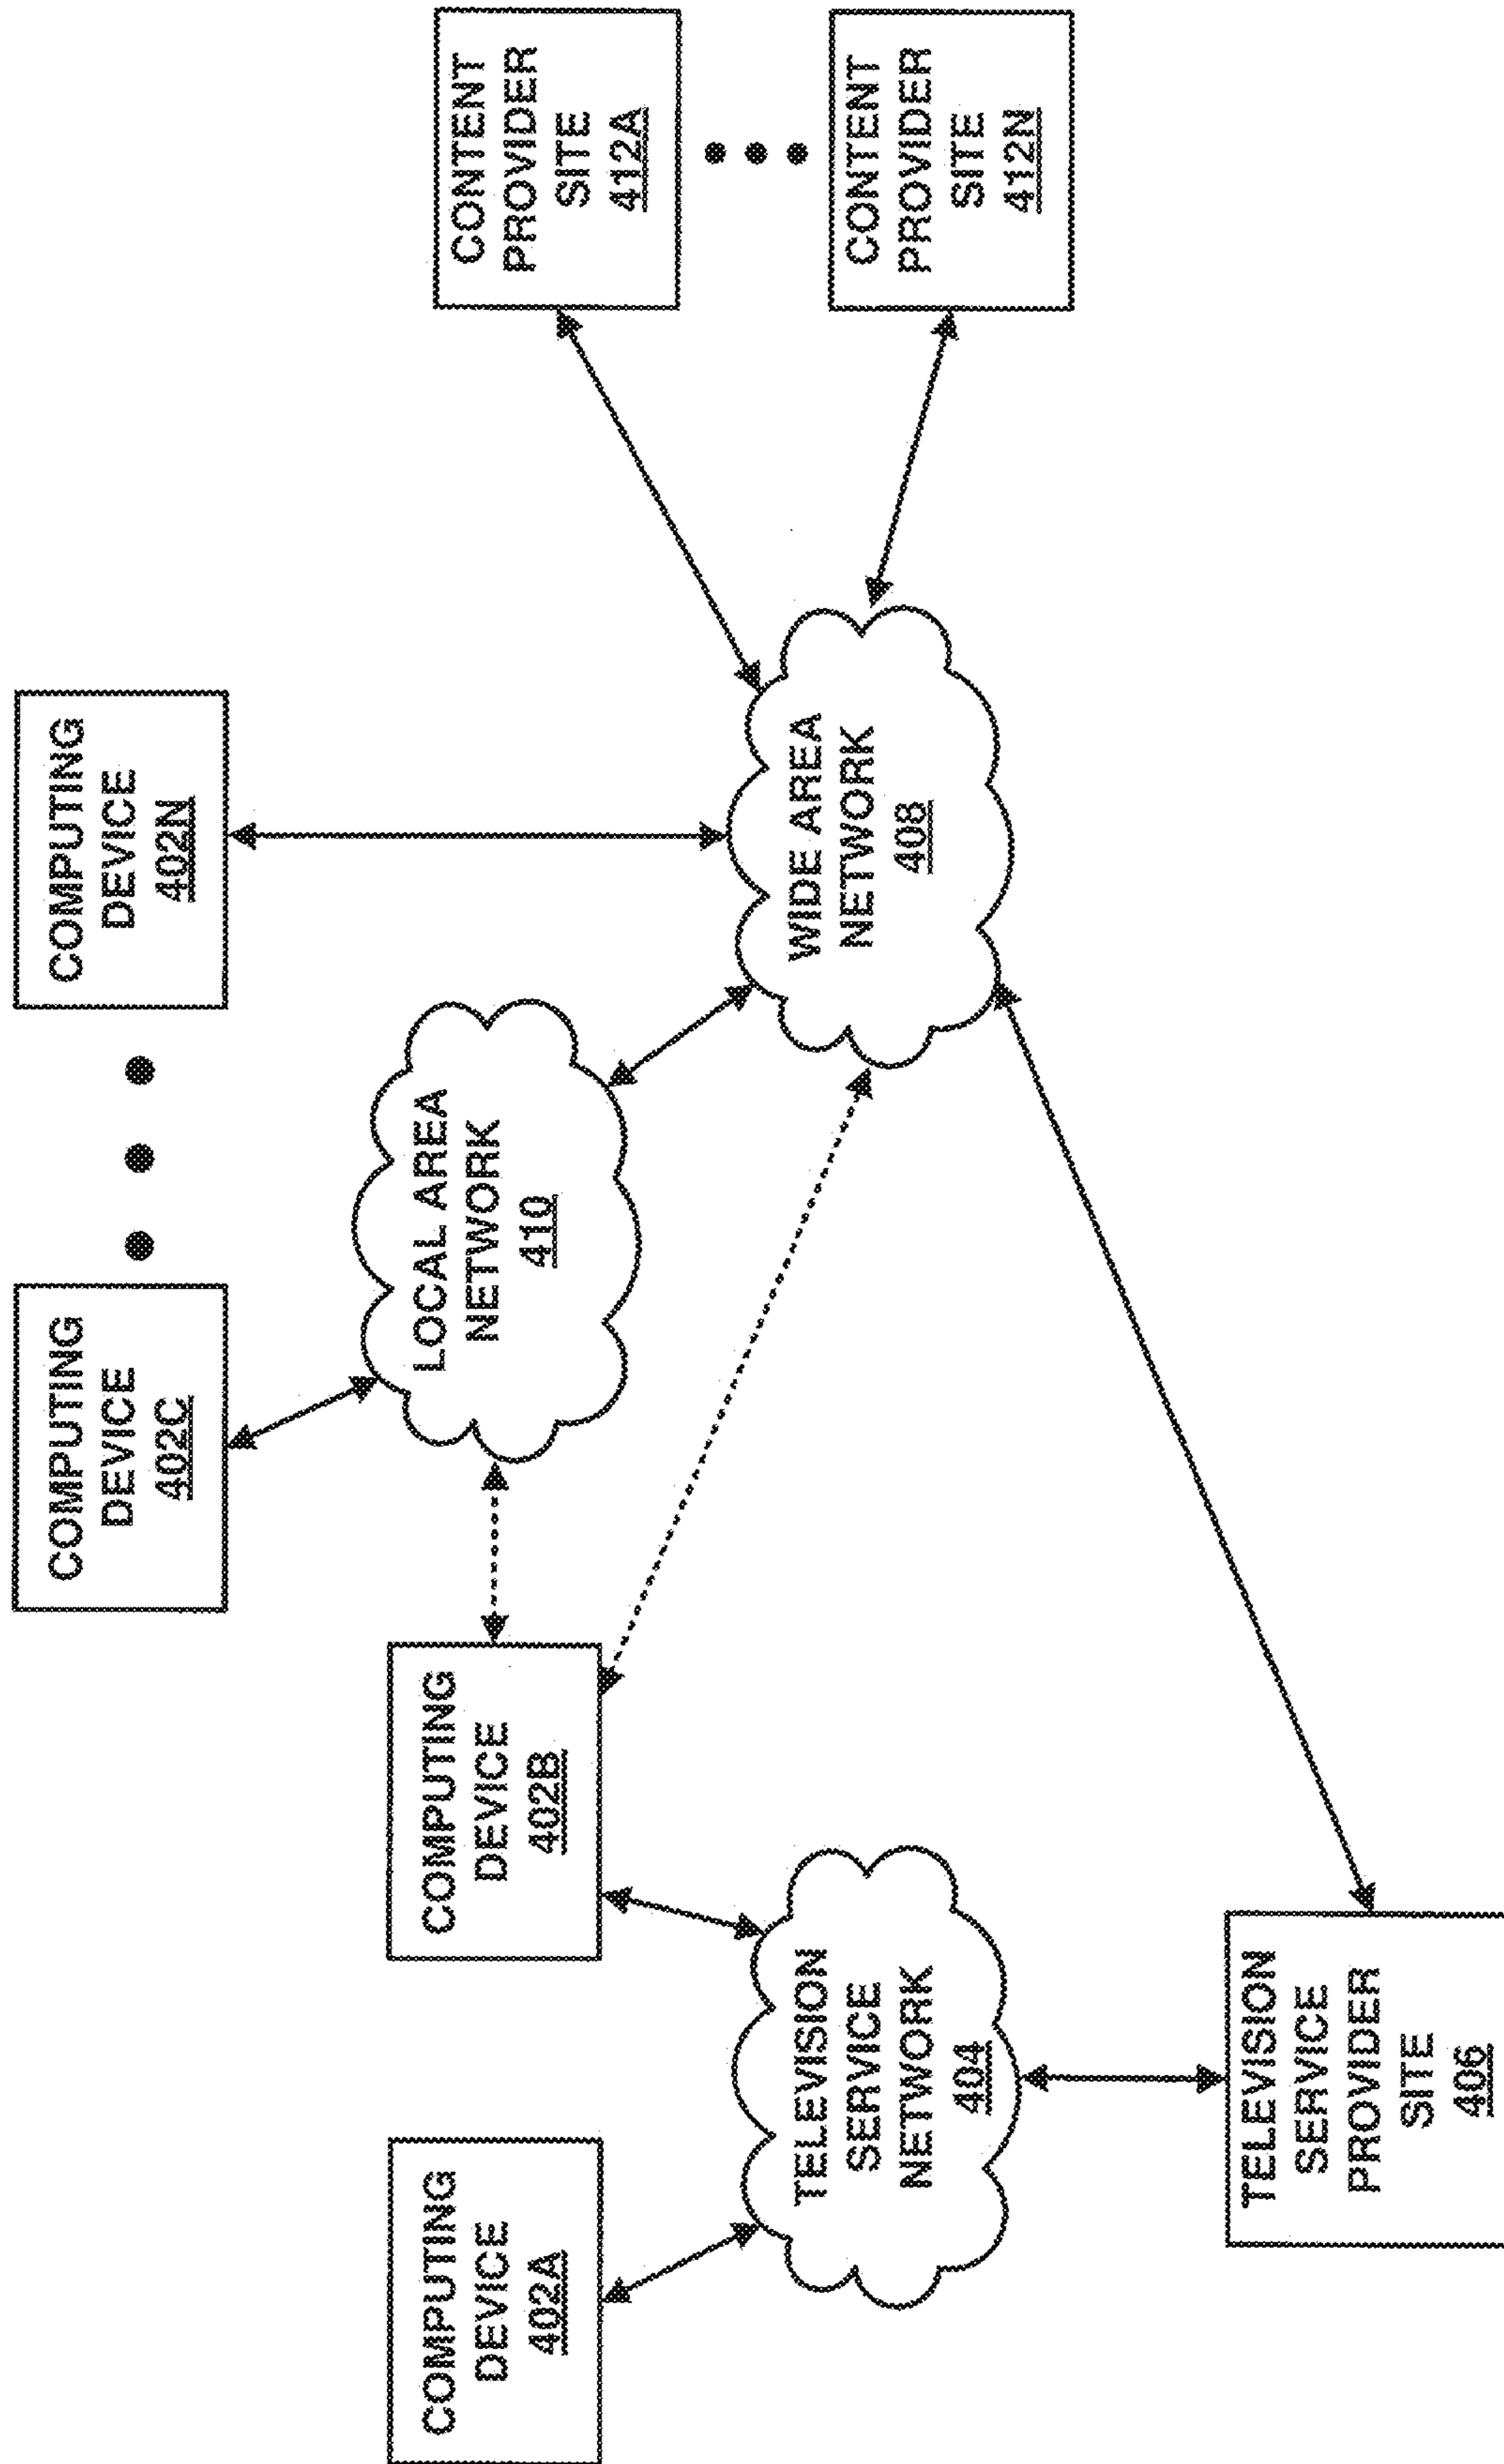 COMPUTING
DEVICE
402C
COMPUTING
DEVICE
402N
COMPUTING
DEVICE
402A
COMPUTING
DEVICE
402B
LOCAL AREA
NETWORK
410
CONTENT
PROVIDER
SITE
412A
TELEVISION
SERVICE
NETWORK
404
WIDE AREA
NETWORK
408
CONTENT
PROVIDER
SITE
412N
TELEVISION
SERVICE
PROVIDER
SITE
406